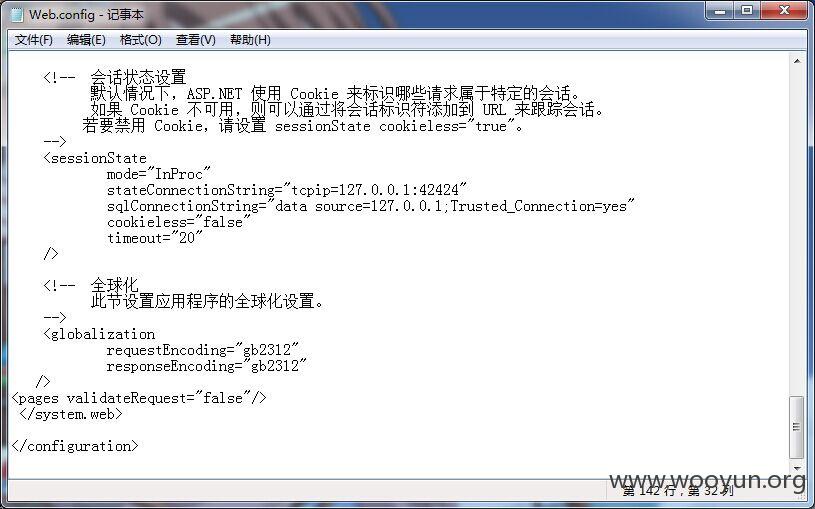 Web.config - 记事本
文件(F) 编辑(E) 格式(O) 查看(V) 帮助(H)
<!-- 会话状态设置
默认情况下，ASP.NET 使用 Cookie 来标识哪些请求属于特定的会话。
如果 Cookie 不可用，则可以通过将会话标识符添加到 URL 来跟踪会话。
若要禁用 Cookie，请设置 sessionState cookieless="true"。
-->
<sessionState
mode="InProc"
stateConnectionString="tcpip=127.0.0.1:42424"
sqlConnectionString="data source=127.0.0.1;Trusted_Connection=yes"
cookieless="false"
timeout="20"
/>
<!-- 全球化
此节设置应用程序的全球化设置。
-->
<globalization
requestEncoding="gb2312"
responseEncoding="gb2312"
/>
<pages validateRequest="false"/>
</system.web>
</configuration>
www.wooyun.org
第 142 行，第 32 列